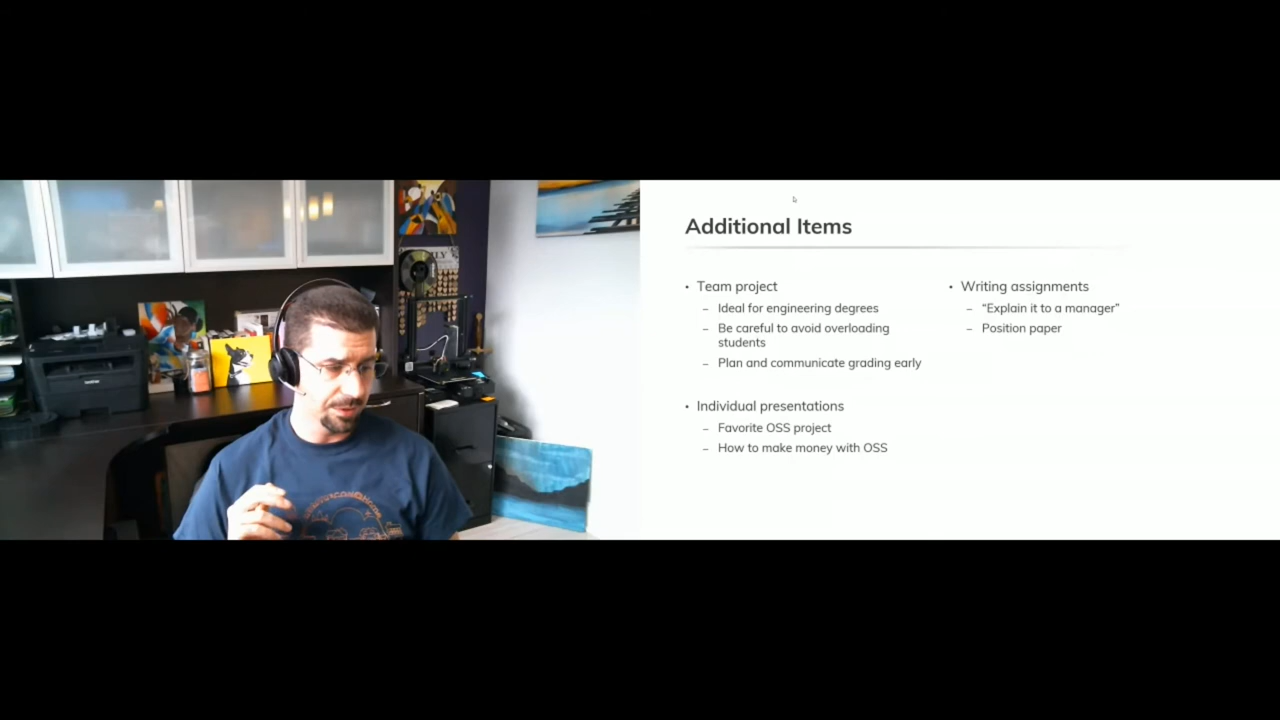 Additional Items
• Team project
– Ideal for engineering degrees
– Be careful to avoid overloading
students
– Plan and communicate grading early
• Individual presentations
– Favorite OSS project
– How to make money with OSS
• Writing assignments
– “Explain it to a manager”
– Position paper